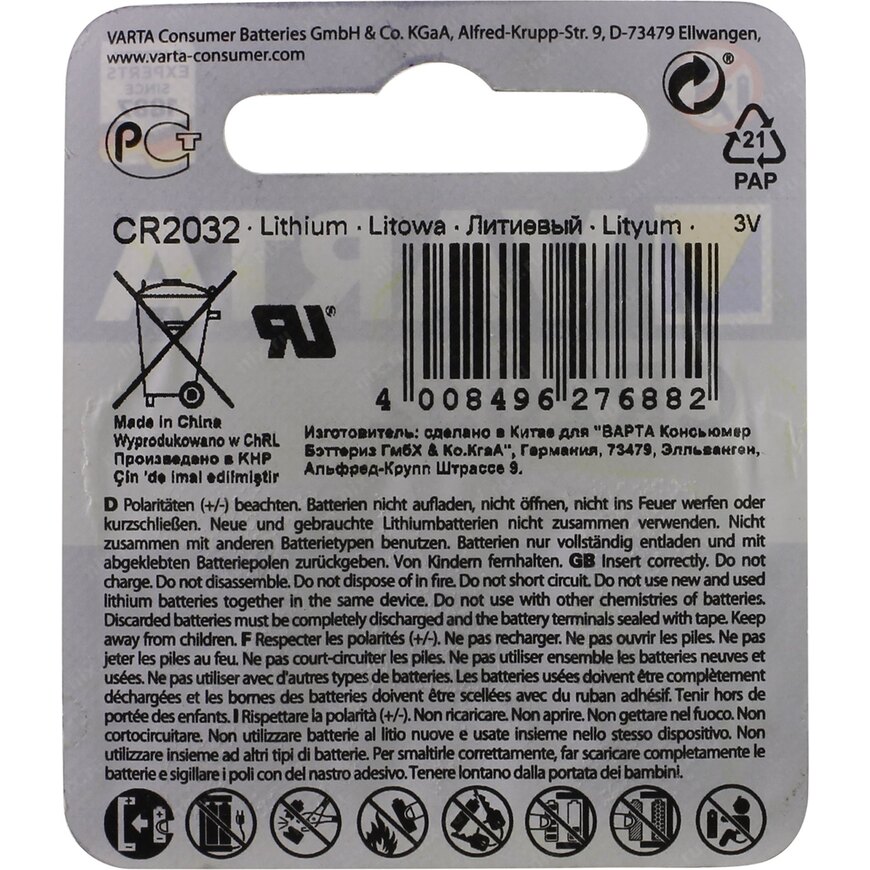 VARTA Consumer Batteries GmbH & Co. KGaA, Alfred-Krupp-Str. 9, D-73479 Ellwangen,
www.varta-consumer.com
EXPERTS
SINCE
1887
®
РСТ
21
PAP
CR2032 · Lithium · Litowa · Литиевый · Lityum · 3V
®
4 008496 276882
Made in China
Wyprodukowano w ChRL
Произведено в КНР
Çin 'de imal edilmiştir
Изготовитель: сделано в Китае для "ВАРТА Консьюмер
Бэттериз ГмбХ & Ко.КгаА", Германия, 73479, Элльванген,
Альфред-Крупп Штрассе 9.
D Polaritäten (+/-) beachten. Batterien nicht aufladen, nicht öffnen, nicht ins Feuer werfen oder
kurzschließen. Neue und gebrauchte Lithiumbatterien nicht zusammen verwenden. Nicht
zusammen mit anderen Batterietypen benutzen. Batterien nur vollständig entladen und mit
abgeklebten Batteriepolen zurückgeben. Von Kindern fernhalten. GB Insert correctly. Do not
charge. Do not disassemble. Do not dispose of in fire. Do not short circuit. Do not use new and used
lithium batteries together in the same device. Do not use with other chemistries of batteries.
Discarded batteries must be completely discharged and the battery terminals sealed with tape. Keep
away from children. F Respecter les polarités (+/-). Ne pas recharger. Ne pas ouvrir les piles. Ne pas
jeter les piles au feu. Ne pas court-circuiter les piles. Ne pas utiliser ensemble les batteries neuves et
usées. Ne pas utiliser avec d'autres types de batteries. Les batteries usées doivent être complètement
déchargées et les bornes des batteries doivent être scellées avec du ruban adhésif. Tenir hors de
portée des enfants. I Rispettare la polarità (+/-). Non ricaricare. Non aprire. Non gettare nel fuoco. Non
cortocircuitare. Non utilizzare batterie al litio nuove e usate insieme nello stesso dispositivo. Non
utilizzare insieme ad altri tipi di batterie. Per smaltirle correttamente, far scaricare completamente le
batterie e sigillare i poli con del nastro adesivo. Tenere lontano dalla portata dei bambini.